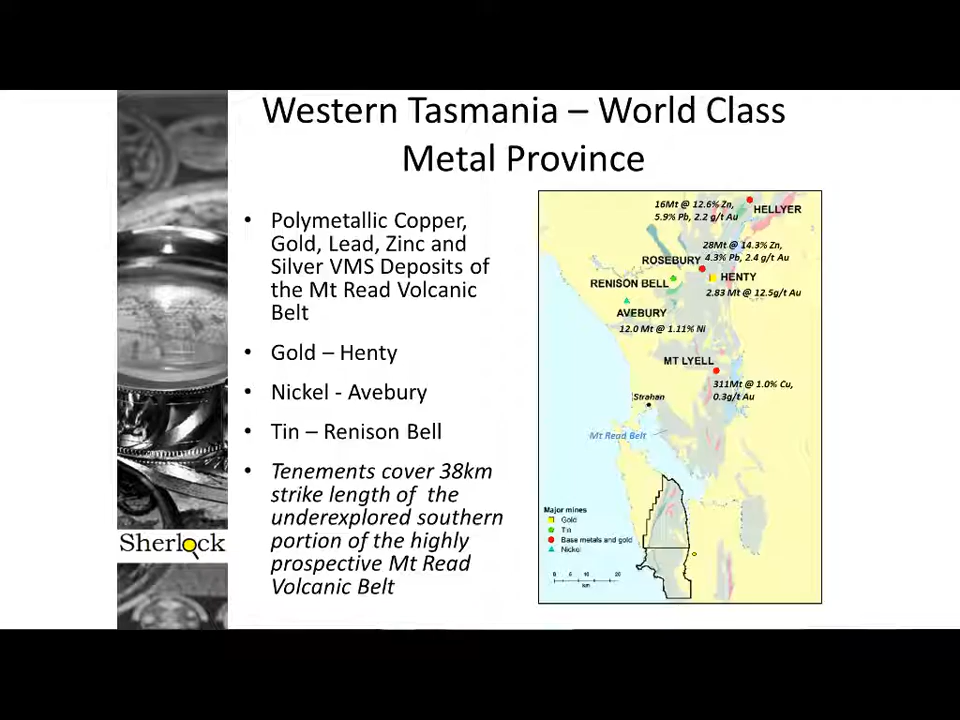 Western Tasmania – World Class
Metal Province
• Polymetallic Copper,
Gold, Lead, Zinc and
Silver VMS Deposits of
the Mt Read Volcanic
Belt
• Gold – Henty
• Nickel - Avebury
• Tin – Renison Bell
• Tenements cover 38km
strike length of the
underexplored southern
portion of the highly
prospective Mt Read
Volcanic Belt
Sherlock
16Mt @ 12.6% Zn,
5.9% Pb, 2.2 g/t Au
HELLYER
28Mt @ 14.3% Zn,
4.3% Pb, 2.4 g/t Au
ROSEBURY
RENISON BELL
HENTY
2.83 Mt @ 12.5g/t Au
AVEBURY
12.0 Mt @ 1.11% Ni
MT LYELL
311Mt @ 1.0% Cu,
0.3g/t Au
Strahan
Mt Read Belt
Major mines
Gold
Tin
Base metals and gold
Nickel
0 5 10 20
km